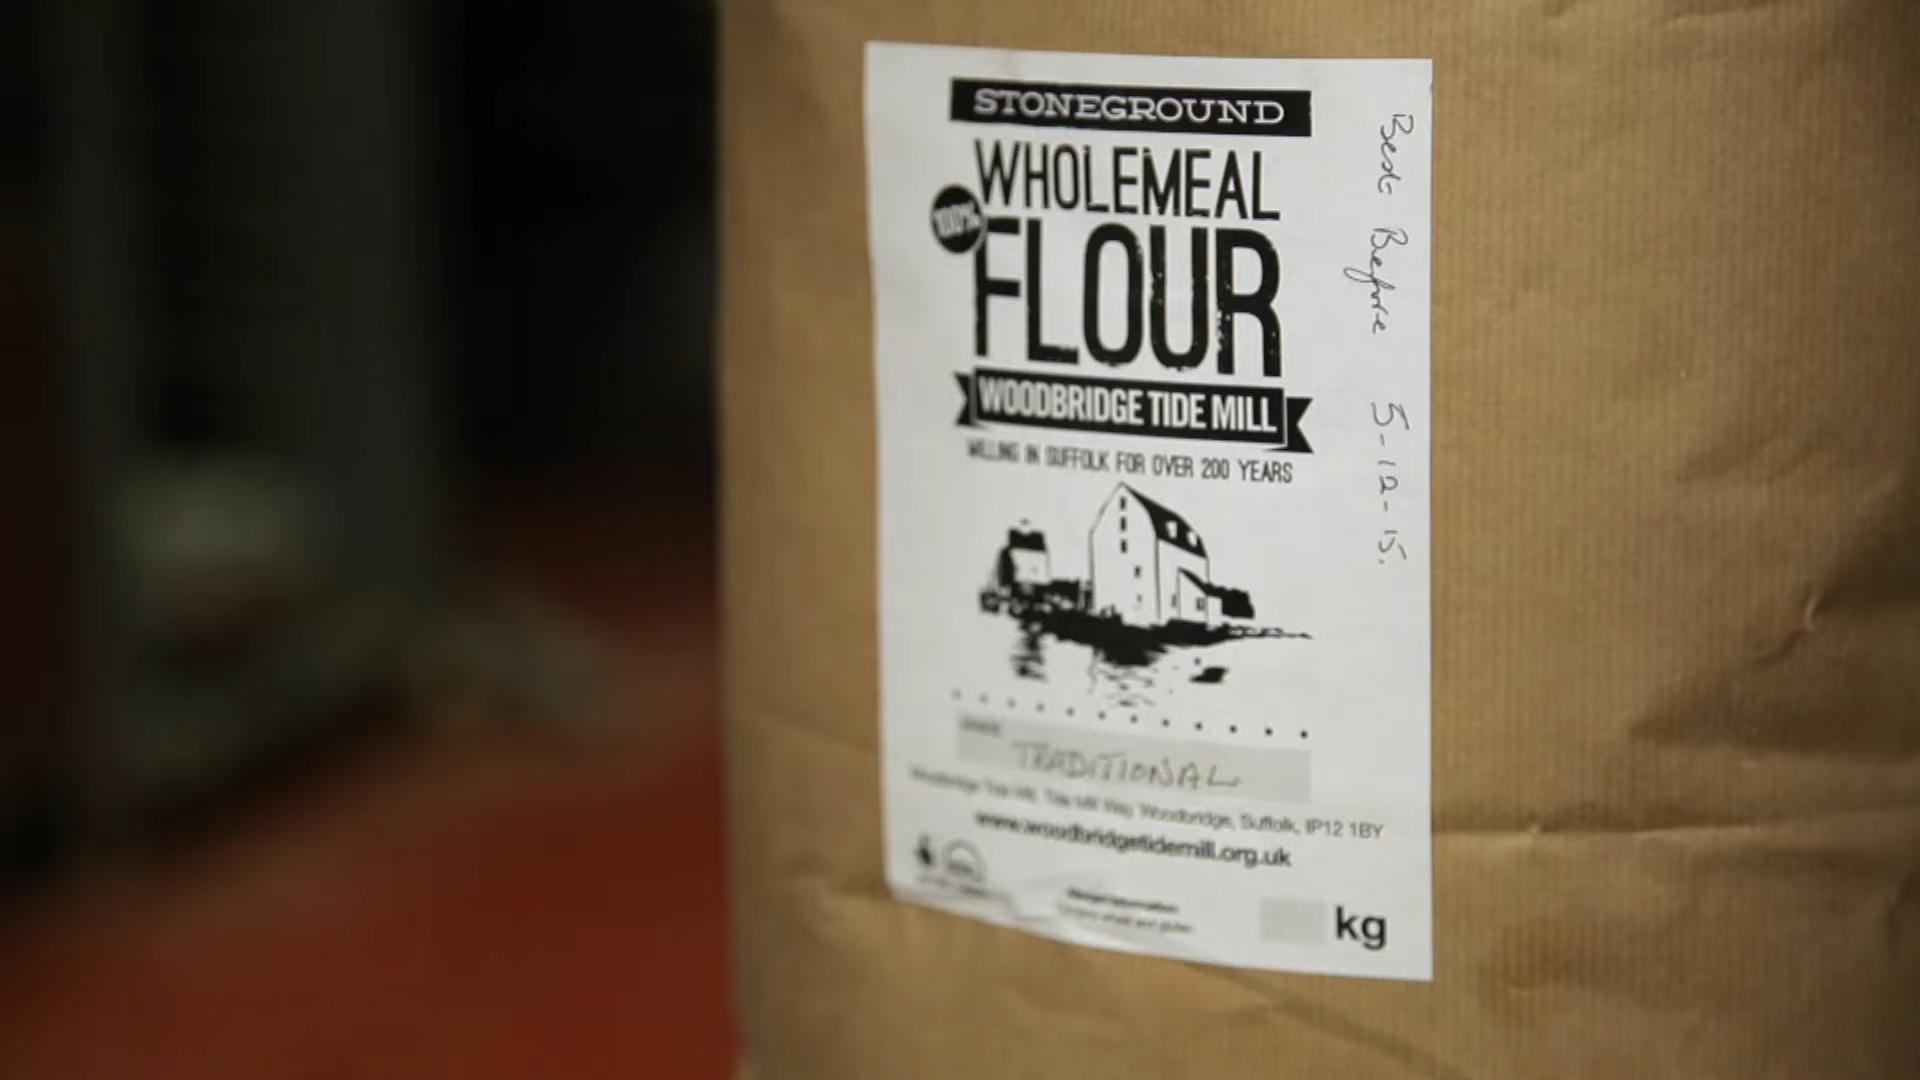 STONEGROUND
100%
WHOLEMEAL
FLOUR
WOODBRIDGE TIDE MILL
MILLING IN SUFFOLK FOR OVER 200 YEARS
TRADITIONAL
Woodbridge Tide Mill, Tide Mill Way, Woodbridge, Suffolk, IP12 1BY
www.woodbridgetidemill.org.uk
kg
Best Before 5-12-15.